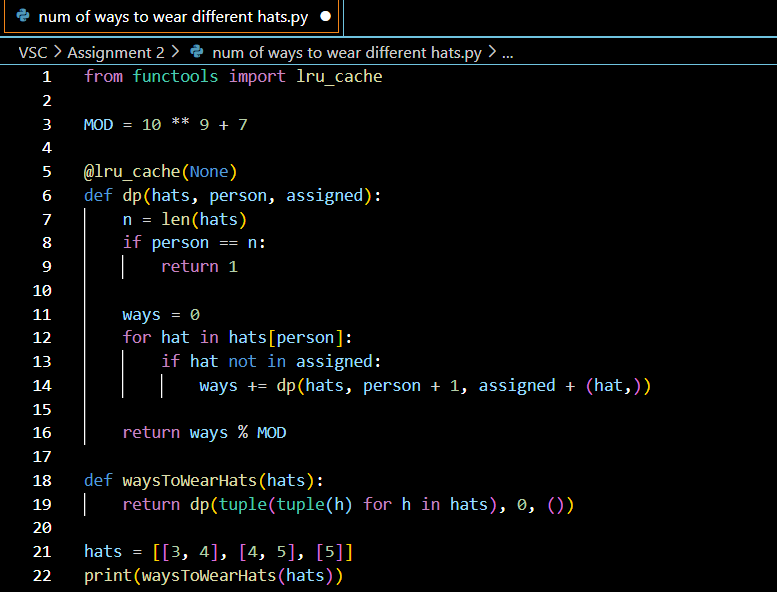 num of ways to wear different hats.py ●
VSC > Assignment 2 > num of ways to wear different hats.py > ...
1 from functools import lru_cache
2
3 MOD = 10 ** 9 + 7
4
5 @lru_cache(None)
6 def dp(hats, person, assigned):
7     n = len(hats)
8     if person == n:
9         return 1
10
11     ways = 0
12     for hat in hats[person]:
13         if hat not in assigned:
14             ways += dp(hats, person + 1, assigned + (hat,))
15
16     return ways % MOD
17
18 def waysToWearHats(hats):
19     return dp(tuple(tuple(h) for h in hats), 0, ())
20
21 hats = [[3, 4], [4, 5], [5]]
22 print(waysToWearHats(hats))